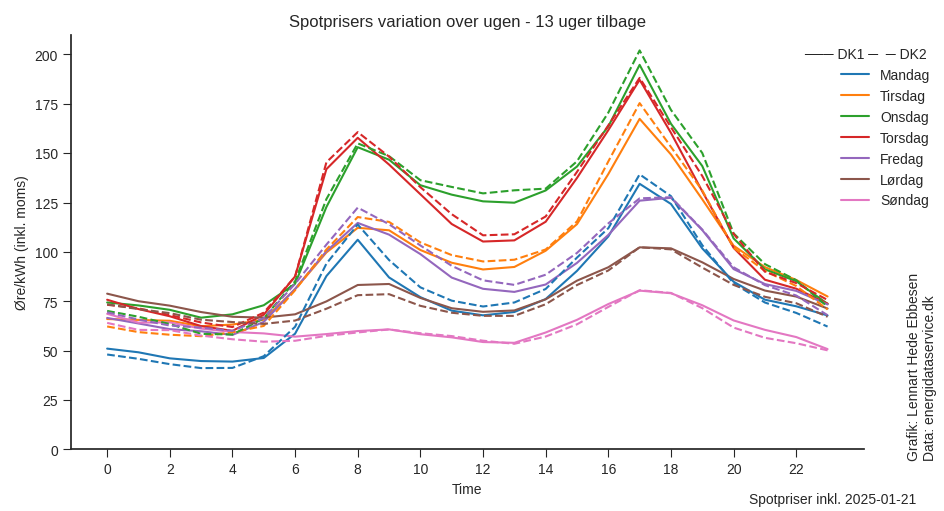 Spotprisers variation over ugen - 13 uger tilbage
Øre/kWh (inkl. moms)
200
175
150
125
100
75
50
25
0
0 2 4 6 8 10 12 14 16 18 20 22
Time
DK1 DK2
Mandag
Tirsdag
Onsdag
Torsdag
Fredag
Lørdag
Søndag
Grafik: Lennart Hede Ebbesen
Data: energidataservice.dk
Spotpriser inkl. 2025-01-21